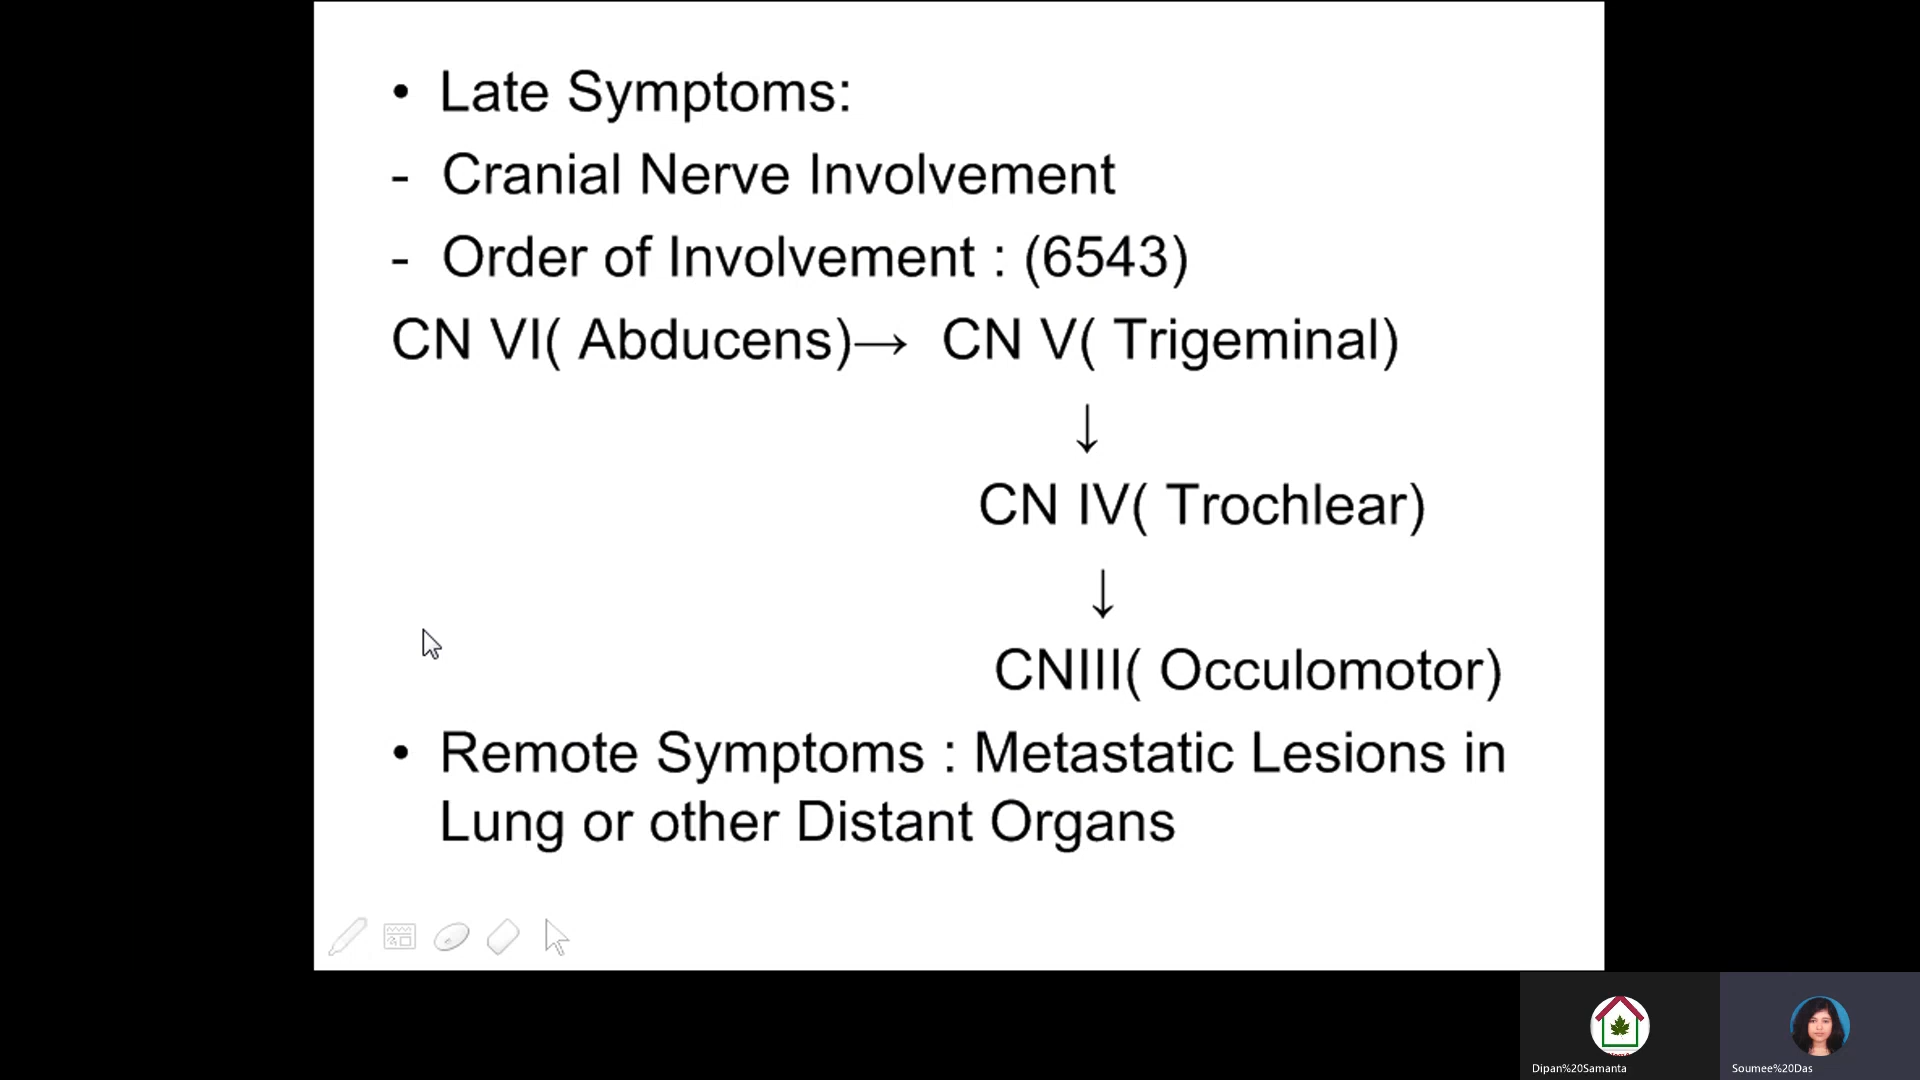 • Late Symptoms:
- Cranial Nerve Involvement
- Order of Involvement : (6543)
CN VI( Abducens)→ CN V( Trigeminal)
↓
CN IV( Trochlear)
↓
CNIII( Occulomotor)
• Remote Symptoms : Metastatic Lesions in
Lung or other Distant Organs
Dipan%20Samanta
Soumee%20Das